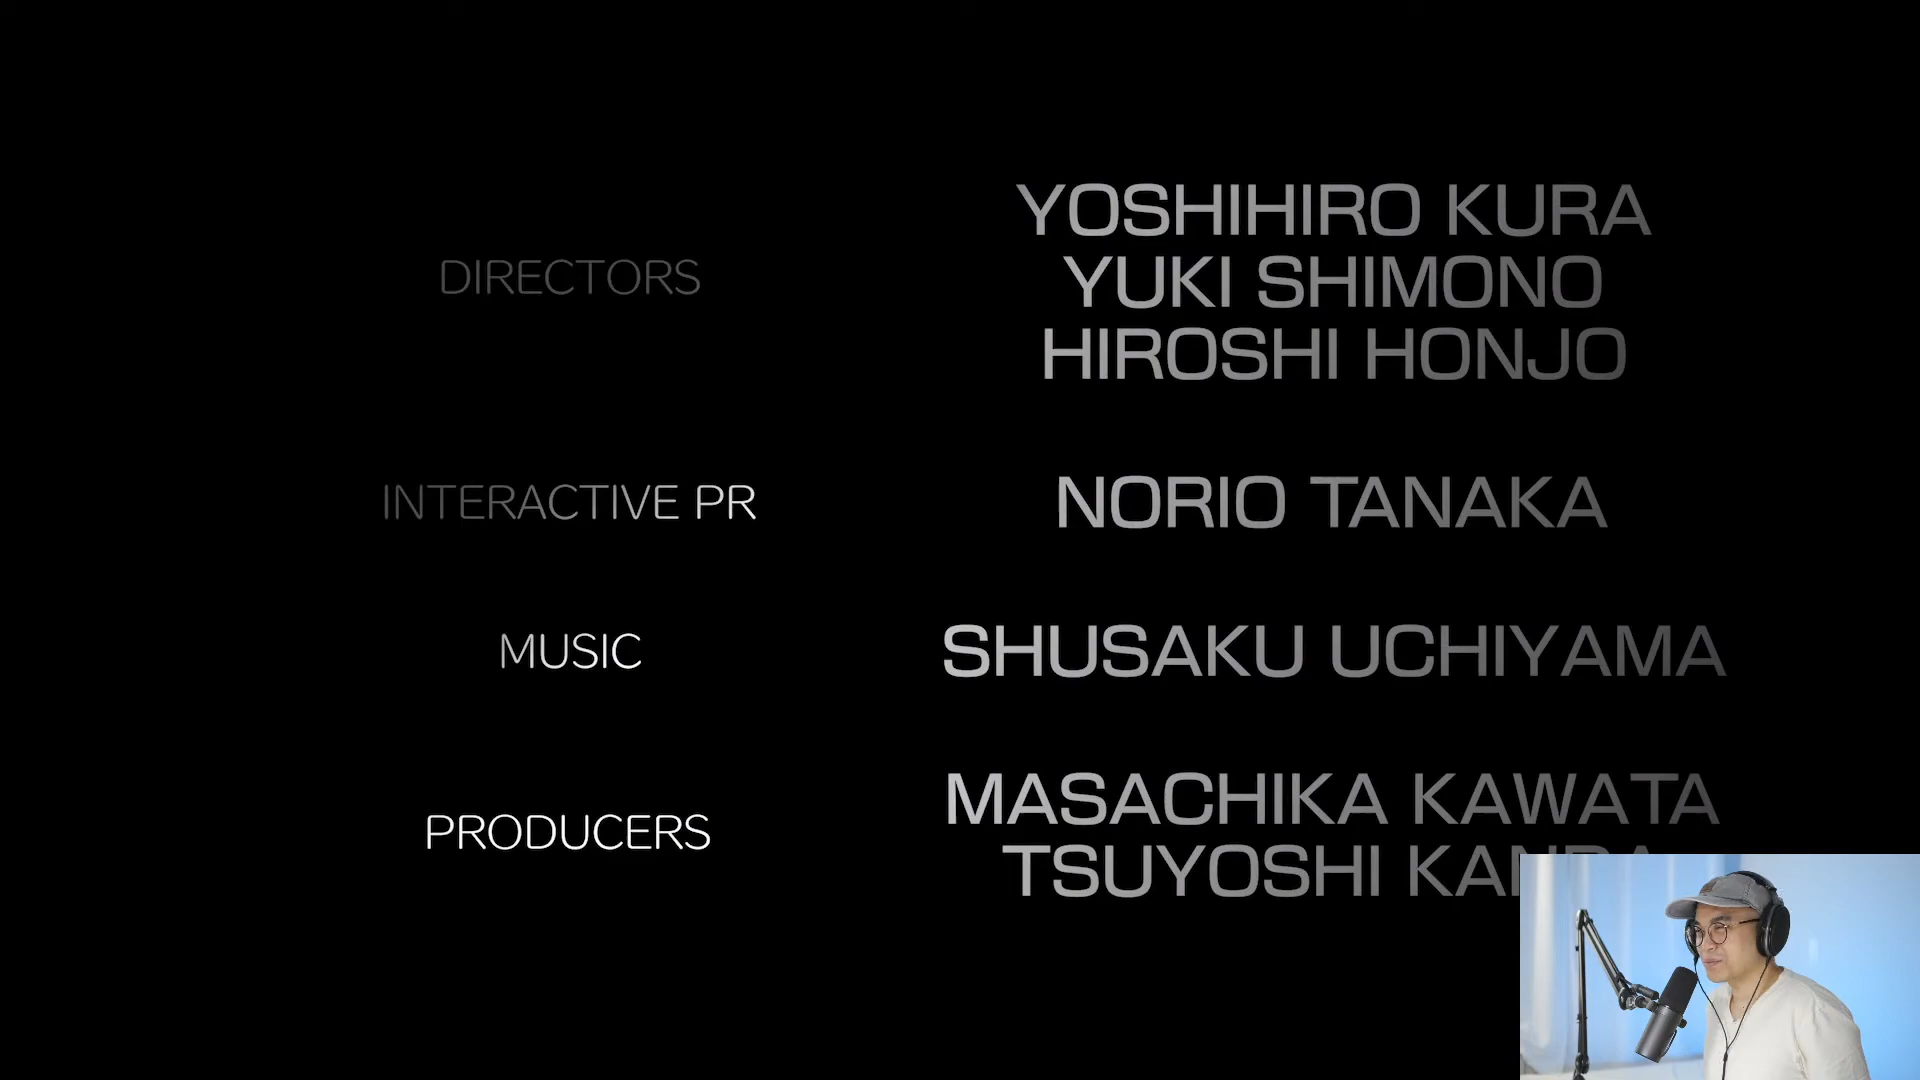 DIRECTORS
YOSHIHIRO KURA
YUKI SHIMONO
HIROSHI HONJO
INTERACTIVE PR
NORIO TANAKA
MUSIC
SHUSAKU UCHIYAMA
PRODUCERS
MASACHIKA KAWATA
TSUYOSHI